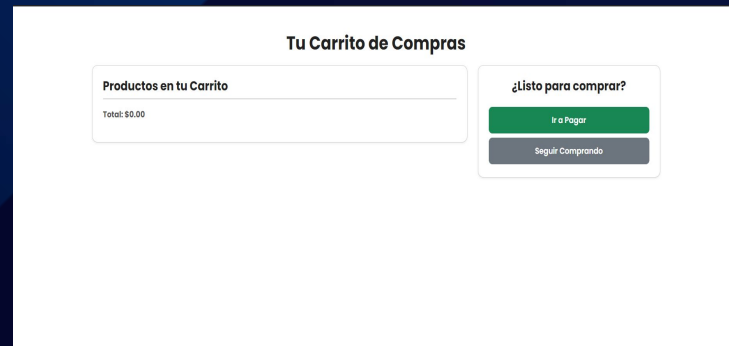 Tu Carrito de Compras
Productos en tu Carrito
Total: $0.00
¿Listo para comprar?
Ir a Pagar
Seguir Comprando